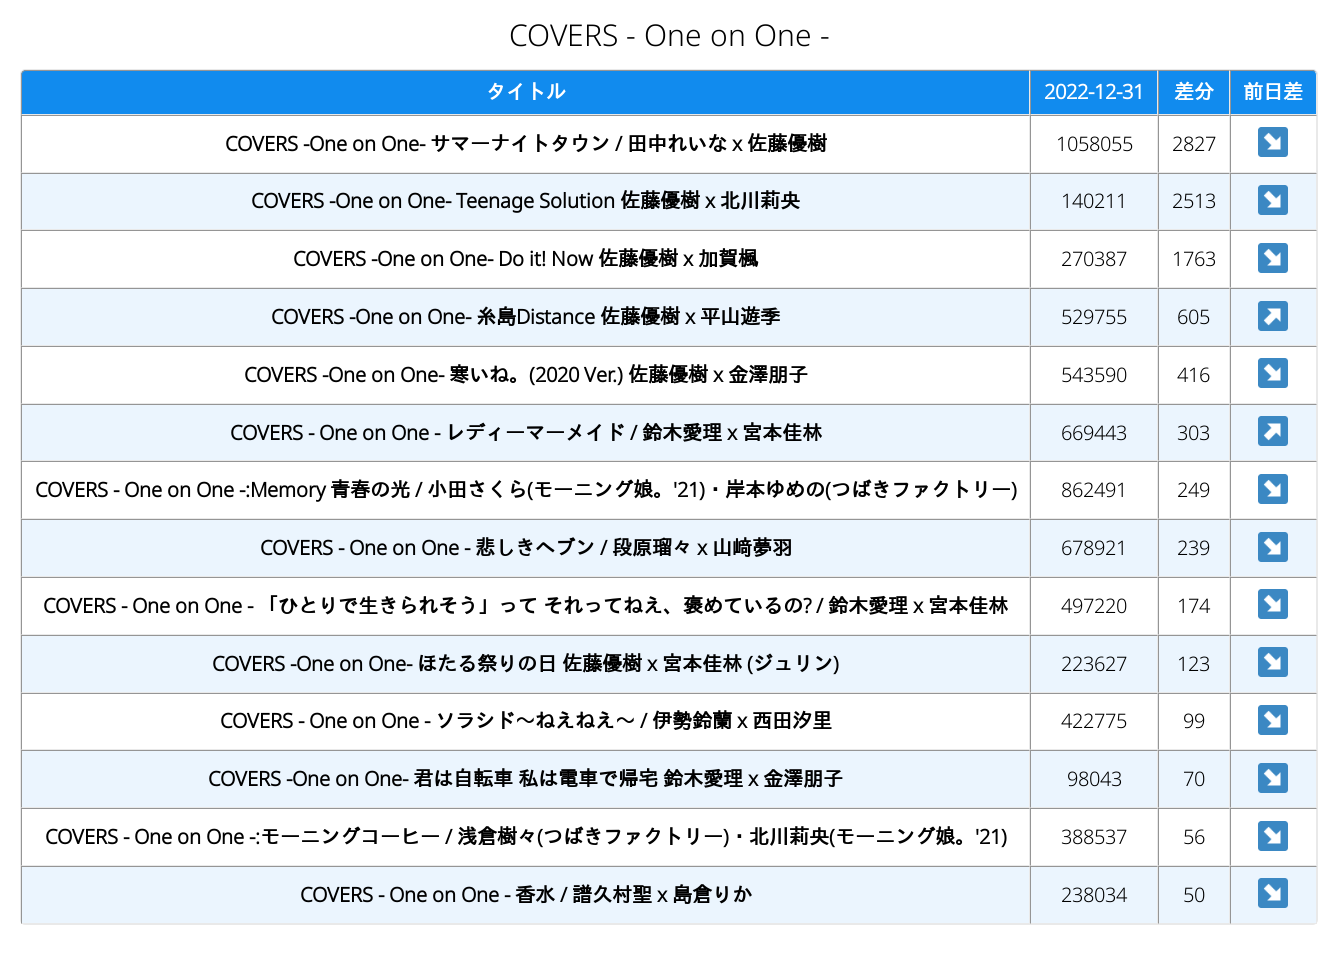 COVERS - One on One -
タイトル 2022-12-31 差分 前日差
COVERS -One on One- サマーナイトタウン / 田中れいな x 佐藤優樹 1058055 2827 ↘
COVERS -One on One- Teenage Solution 佐藤優樹 x 北川莉央 140211 2513 ↘
COVERS -One on One- Do it! Now 佐藤優樹 x 加賀楓 270387 1763 ↘
COVERS -One on One- 糸島Distance 佐藤優樹 x 平山遊季 529755 605 ↗
COVERS -One on One- 寒いね。(2020 Ver.) 佐藤優樹 x 金澤朋子 543590 416 ↘
COVERS - One on One - レディーマーメイド / 鈴木愛理 x 宮本佳林 669443 303 ↗
COVERS - One on One -:Memory 青春の光 / 小田さくら(モーニング娘。'21)・岸本ゆめの(つばきファクトリー) 862491 249 ↘
COVERS - One on One - 悲しきヘブン / 段原瑠々 x 山﨑夢羽 678921 239 ↘
COVERS - One on One - 「ひとりで生きられそう」って それってねえ、褒めているの? / 鈴木愛理 x 宮本佳林 497220 174 ↘
COVERS -One on One- ほたる祭りの日 佐藤優樹 x 宮本佳林 (ジュリン) 223627 123 ↘
COVERS - One on One - ソラシド～ねえねえ～ / 伊勢鈴蘭 x 西田汐里 422775 99 ↘
COVERS -One on One- 君は自転車 私は電車で帰宅 鈴木愛理 x 金澤朋子 98043 70 ↘
COVERS - One on One -:モーニングコーヒー / 浅倉樹々(つばきファクトリー)・北川莉央(モーニング娘。'21) 388537 56 ↘
COVERS - One on One - 香水 / 譜久村聖 x 島倉りか 238034 50 ↘